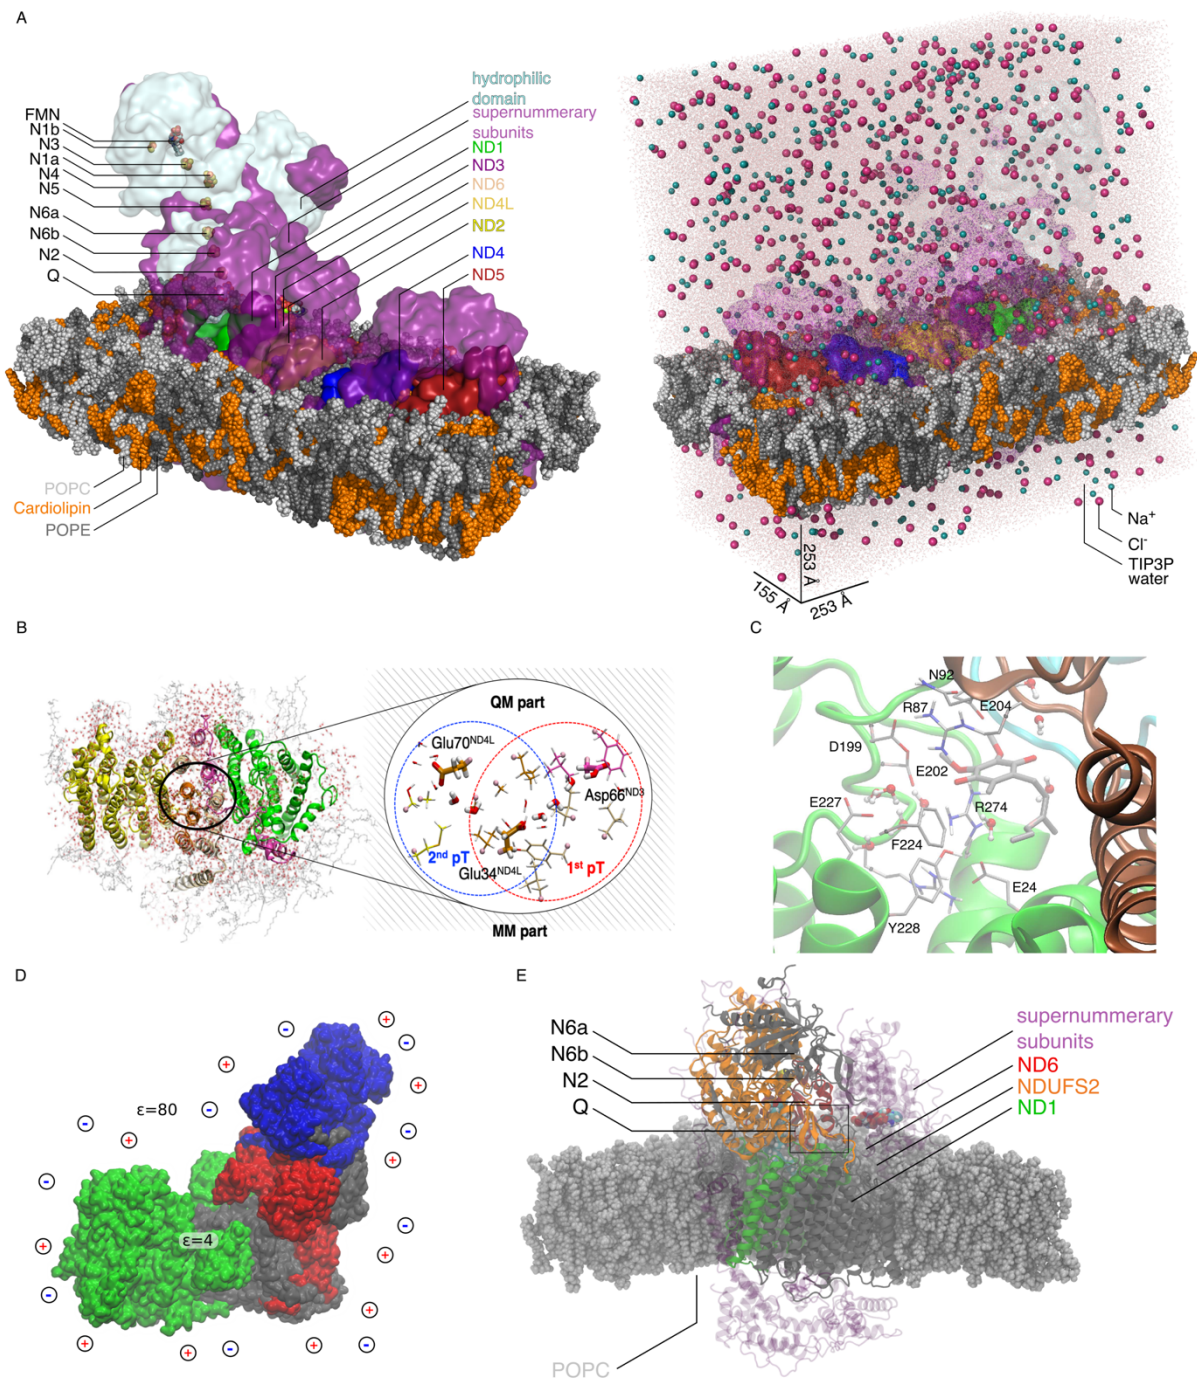 A
FMN
N1b
N3
N1a
N4
N5
N6a
N6b
N2
Q
hydrophilic
domain
supernummerary
subunits
ND1
ND3
ND6
ND4L
ND2
ND4
ND5
POPC
Cardiolipin
POPE
253 Å
155 Å
253 Å
Na+
Cl-
TIP3P
water
B
QM part
Glu70ND4L
Asp66ND3
2nd pT
1st pT
Glu34ND4L
MM part
C
N92
R87
E204
D199
E202
E227
R274
F224
E24
Y228
D
ε=80
ε=4
E
N6a
N6b
N2
Q
supernummerary
subunits
ND6
NDUFS2
ND1
POPC